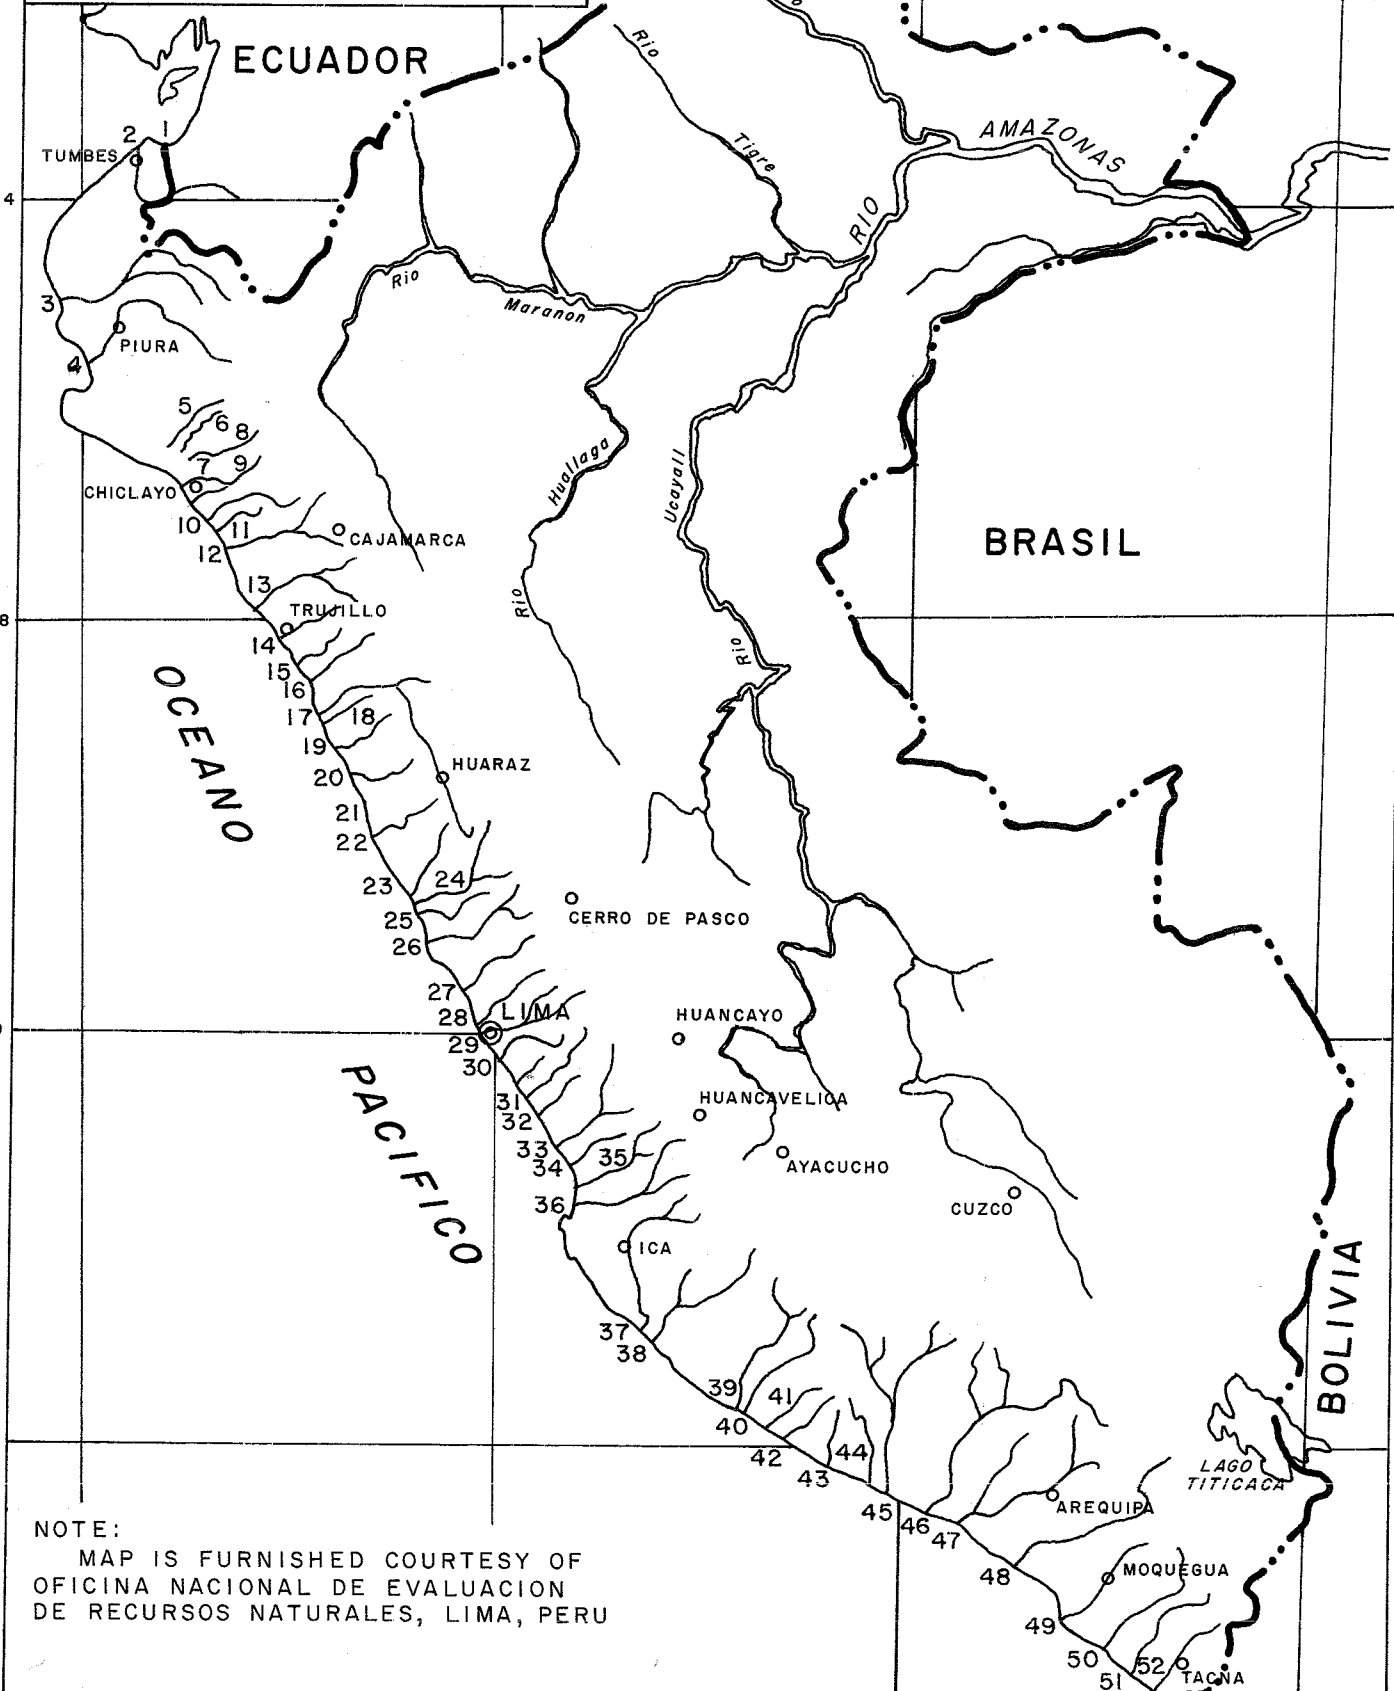 ECUADOR
Rio
Tigre
AMAZONAS
1
2
TUMBES
4
RIO
Rio
Maranon
3
PIURA
4
5
6
8
7
9
CHICLAYO
10
11
12
CAJAMARCA
Huallaga
Rio
Ucayali
Rio
BRASIL
13
8
TRUJILLO
14
15
16
17
18
19
20
HUARAZ
21
22
23
24
25
26
CERRO DE PASCO
OCEANO
PACIFICO
27
28
LIMA
29
30
HUANCAYO
HUANCAVELICA
31
32
33
34
35
36
AYACUCHO
CUZCO
ICA
37
38
39
40
41
42
43
44
45
46
47
48
49
50
51
52
AREQUIPA
MOQUEGUA
TACNA
LAGO
TITICACA
BOLIVIA
NOTE:
MAP IS FURNISHED COURTESY OF
OFICINA NACIONAL DE EVALUACION
DE RECURSOS NATURALES, LIMA, PERU